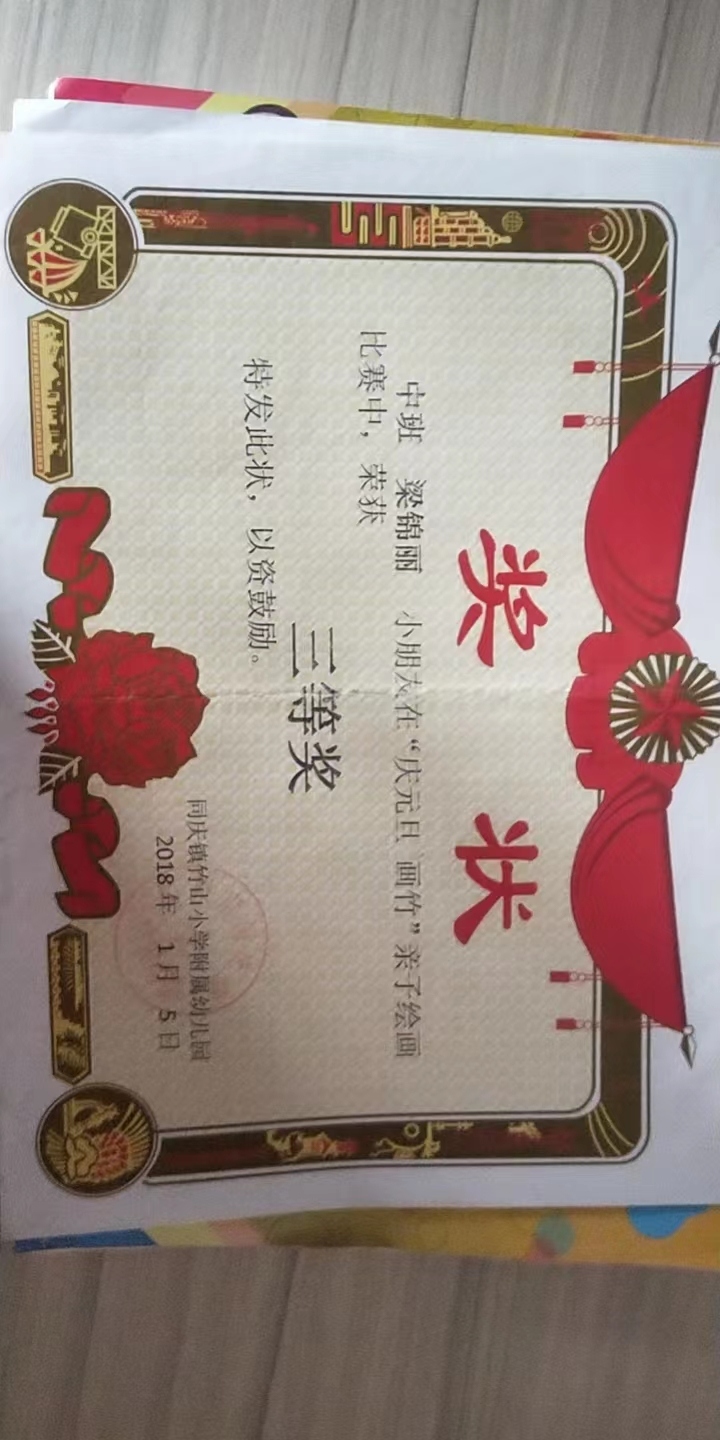 奖 状
中班 梁锦丽 小朋友在“庆元旦 画竹”亲子绘画
比赛中，荣获
三等奖
特发此状，以资鼓励。
同庆镇竹山小学附属幼儿园
2018年 1月 5日